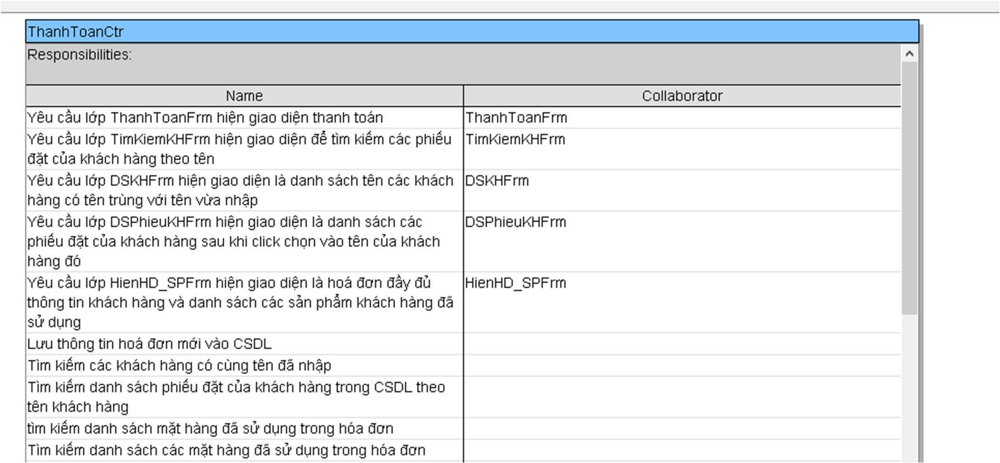 ThanhToanCtr
Responsibilities:
Name Collaborator
Yêu cầu lớp ThanhToanFrm hiện giao diện thanh toán ThanhToanFrm
Yêu cầu lớp TimKiemKHFrm hiện giao diện để tìm kiếm các phiếu TimKiemKHFrm
đặt của khách hàng theo tên
Yêu cầu lớp DSKHFrm hiện giao diện là danh sách tên các khách DSKHFrm
hàng có tên trùng với tên vừa nhập
Yêu cầu lớp DSPhieuKHFrm hiện giao diện là danh sách các DSPhieuKHFrm
phiếu đặt của khách hàng sau khi click chọn vào tên của khách
hàng đó
Yêu cầu lớp HienHD_SPFrm hiện giao diện là hoá đơn đầy đủ HienHD_SPFrm
thông tin khách hàng và danh sách các sản phẩm khách hàng đã
sử dụng
Lưu thông tin hoá đơn mới vào CSDL
Tìm kiếm các khách hàng có cùng tên đã nhập
Tìm kiếm danh sách phiếu đặt của khách hàng trong CSDL theo
tên khách hàng
tìm kiếm danh sách mặt hàng đã sử dụng trong hóa đơn
Tìm kiếm danh sách các mặt hàng đã sử dụng trong hóa đơn